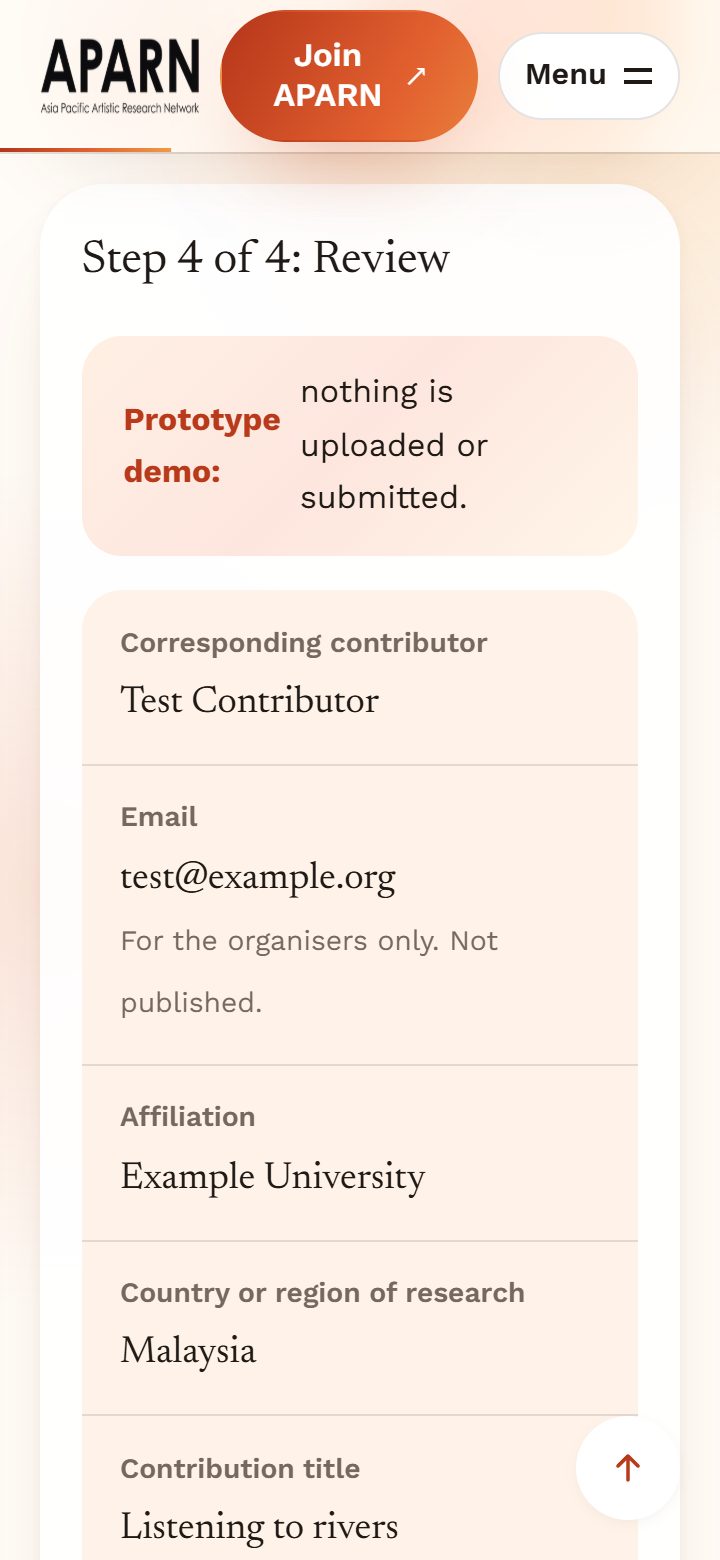 APARN
Asia Pacific Artistic Research Network
Join
APARN ↗
Menu
Step 4 of 4: Review
Prototype
demo:
nothing is
uploaded or
submitted.
Corresponding contributor
Test Contributor
Email
test@example.org
For the organisers only. Not
published.
Affiliation
Example University
Country or region of research
Malaysia
Contribution title
Listening to rivers